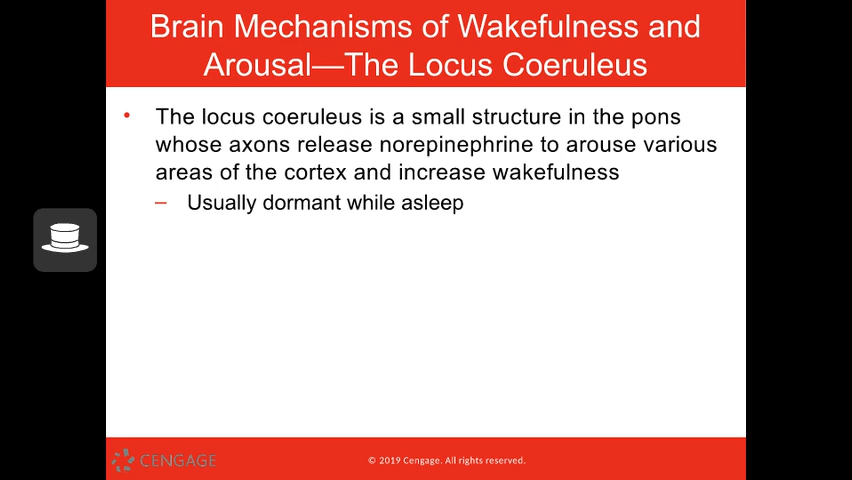 Brain Mechanisms of Wakefulness and
Arousal—The Locus Coeruleus
• The locus coeruleus is a small structure in the pons
whose axons release norepinephrine to arouse various
areas of the cortex and increase wakefulness
– Usually dormant while asleep
CENGAGE
© 2019 Cengage. All rights reserved.